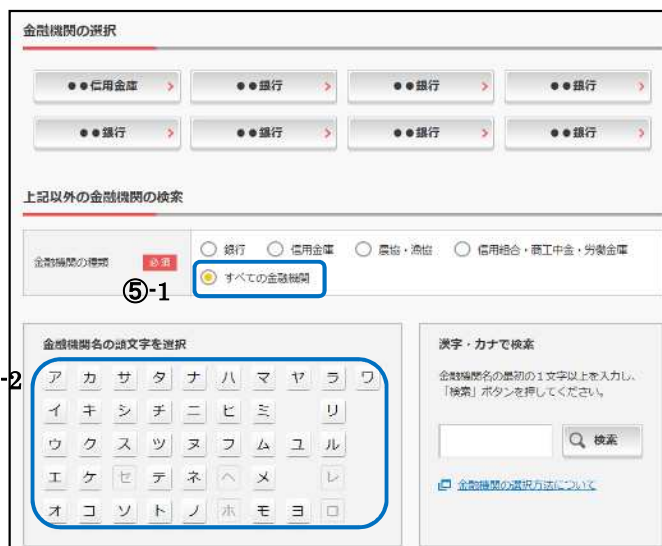 金融機関の選択
●●信用金庫 > ●●銀行 > ●●銀行 > ●●銀行 >
●●銀行 > ●●銀行 > ●●銀行 > ●●銀行 >
上記以外の金融機関の検索
金融機関の種類 必須 銀行 信用金庫 農協・漁協 信用組合・商工中金・労働金庫
すべての金融機関
⑤-1
金融機関名の頭文字を選択
-2
ア カ サ タ ナ ハ マ ヤ ラ ワ
イ キ シ チ ニ ヒ ミ リ
ウ ク ス ツ ヌ フ ム ユ ル
エ ケ セ テ ネ ヘ メ レ
オ コ ソ ト ノ ホ モ ヨ ロ
漢字・カナで検索
金融機関名の最初の1文字以上を入力し、
「検索」ボタンを押してください。
検索
金融機関の選択方法について